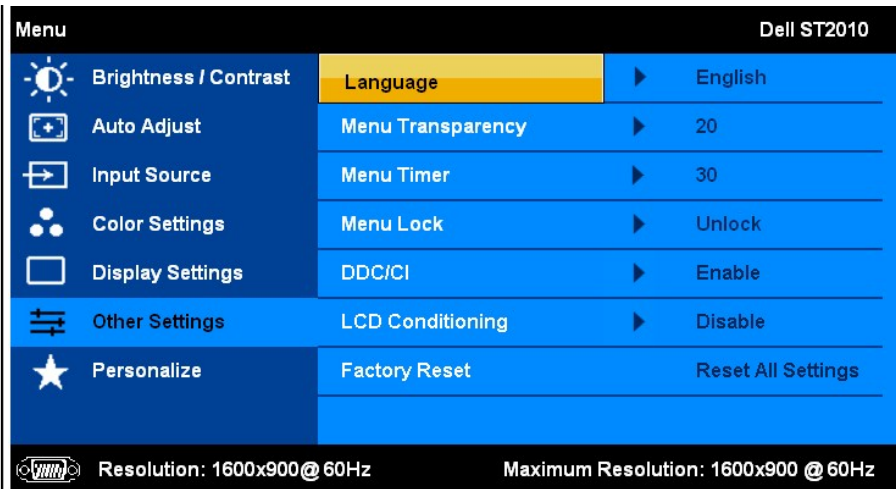 Menu Dell ST2010
Brightness / Contrast Language English
Auto Adjust Menu Transparency 20
Input Source Menu Timer 30
Color Settings Menu Lock Unlock
Display Settings DDC/CI Enable
Other Settings LCD Conditioning Disable
Personalize Factory Reset Reset All Settings
Resolution: 1600x900@60Hz Maximum Resolution: 1600x900 @60Hz